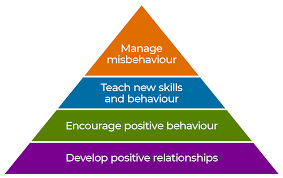 Manage
misbehaviour
Teach new skills
and behaviour
Encourage positive behaviour
Develop positive relationships